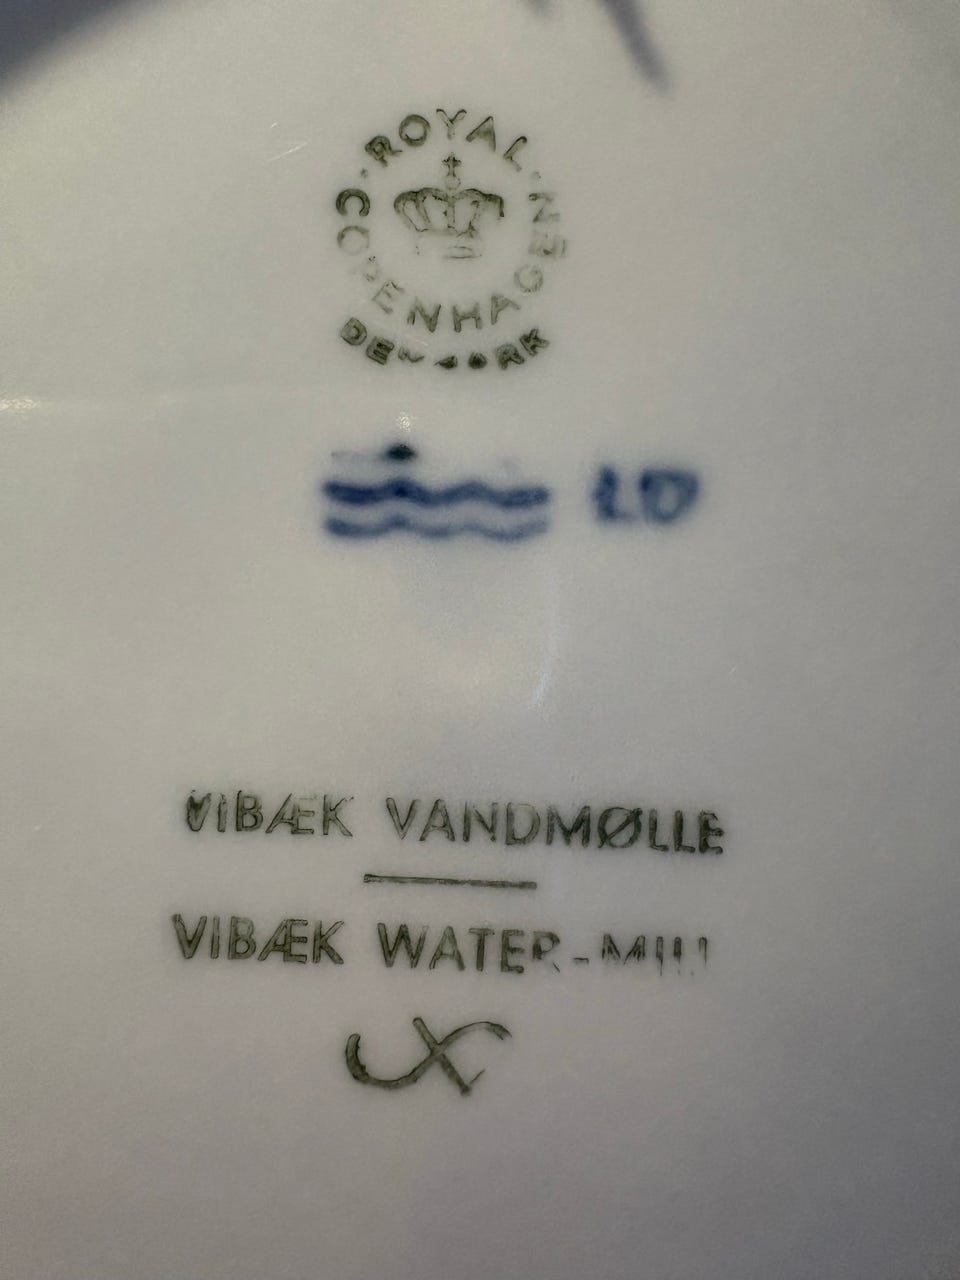 ROYAL
COPENHAGEN
DENMARK
VIBÆK VANDMØLLE
VIBÆK WATER-MILL